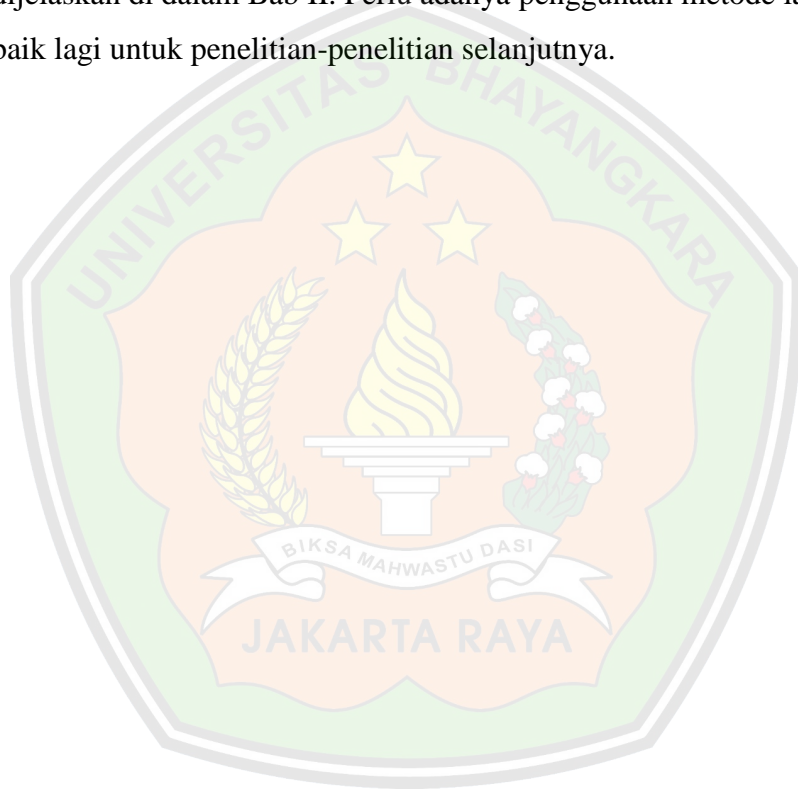 dijelaskan di dalam Bab II. Perlu adanya penggunaan metode
baik lagi untuk penelitian-penelitian selanjutnya.
UNIVERSITAS BHAYANGKARA
BIKSA MAHWASTU DASI
JAKARTA RAYA